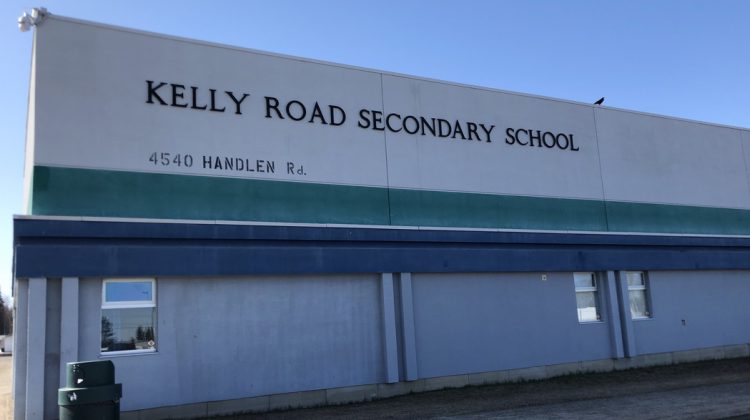 KELLY ROAD SECONDARY SCHOOL
4540 HANDLEN Rd.